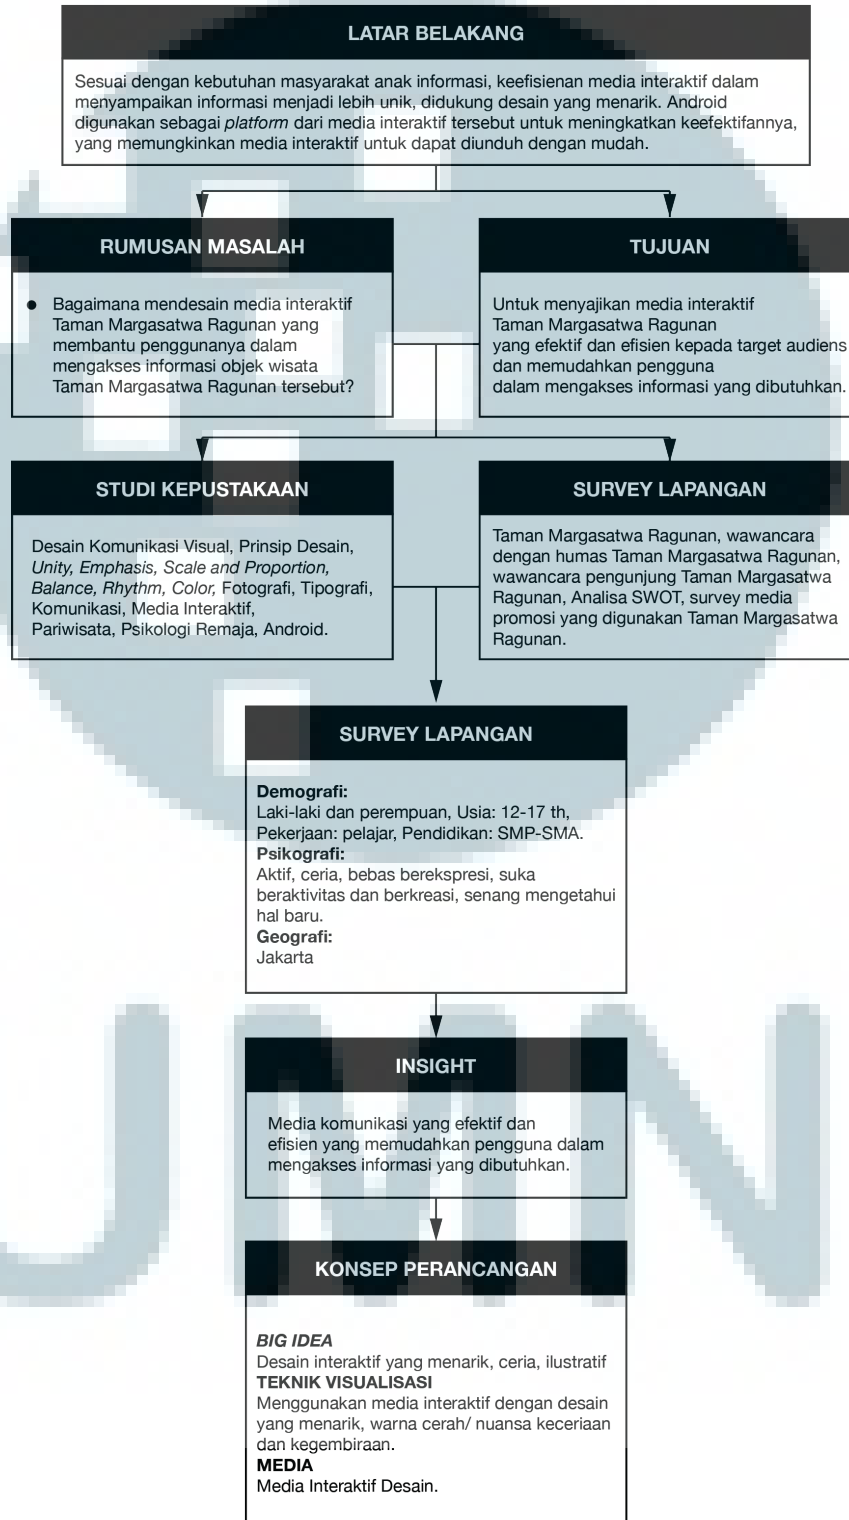 LATAR BELAKANG
Sesuai dengan kebutuhan masyarakat anak informasi, keefisienan media interaktif dalam
menyampaikan informasi menjadi lebih unik, didukung desain yang menarik. Android
digunakan sebagai platform dari media interaktif tersebut untuk meningkatkan keefektifannya,
yang memungkinkan media interaktif untuk dapat diunduh dengan mudah.
RUMUSAN MASALAH
● Bagaimana mendesain media interaktif
Taman Margasatwa Ragunan yang
membantu penggunanya dalam
mengakses informasi objek wisata
Taman Margasatwa Ragunan tersebut?
TUJUAN
Untuk menyajikan media interaktif
Taman Margasatwa Ragunan
yang efektif dan efisien kepada target audiens
dan memudahkan pengguna
dalam mengakses informasi yang dibutuhkan.
STUDI KEPUSTAKAAN
Desain Komunikasi Visual, Prinsip Desain,
Unity, Emphasis, Scale and Proportion,
Balance, Rhythm, Color, Fotografi, Tipografi,
Komunikasi, Media Interaktif,
Pariwisata, Psikologi Remaja, Android.
SURVEY LAPANGAN
Taman Margasatwa Ragunan, wawancara
dengan humas Taman Margasatwa Ragunan,
wawancara pengunjung Taman Margasatwa
Ragunan, Analisa SWOT, survey media
promosi yang digunakan Taman Margasatwa
Ragunan.
SURVEY LAPANGAN
Demografi:
Laki-laki dan perempuan, Usia: 12-17 th,
Pekerjaan: pelajar, Pendidikan: SMP-SMA.
Psikografi:
Aktif, ceria, bebas berekspresi, suka
beraktivitas dan berkreasi, senang mengetahui
hal baru.
Geografi:
Jakarta
INSIGHT
Media komunikasi yang efektif dan
efisien yang memudahkan pengguna dalam
mengakses informasi yang dibutuhkan.
KONSEP PERANCANGAN
BIG IDEA
Desain interaktif yang menarik, ceria, ilustratif
TEKNIK VISUALISASI
Menggunakan media interaktif dengan desain
yang menarik, warna cerah/ nuansa keceriaan
dan kegembiraan.
MEDIA
Media Interaktif Desain.
UMN